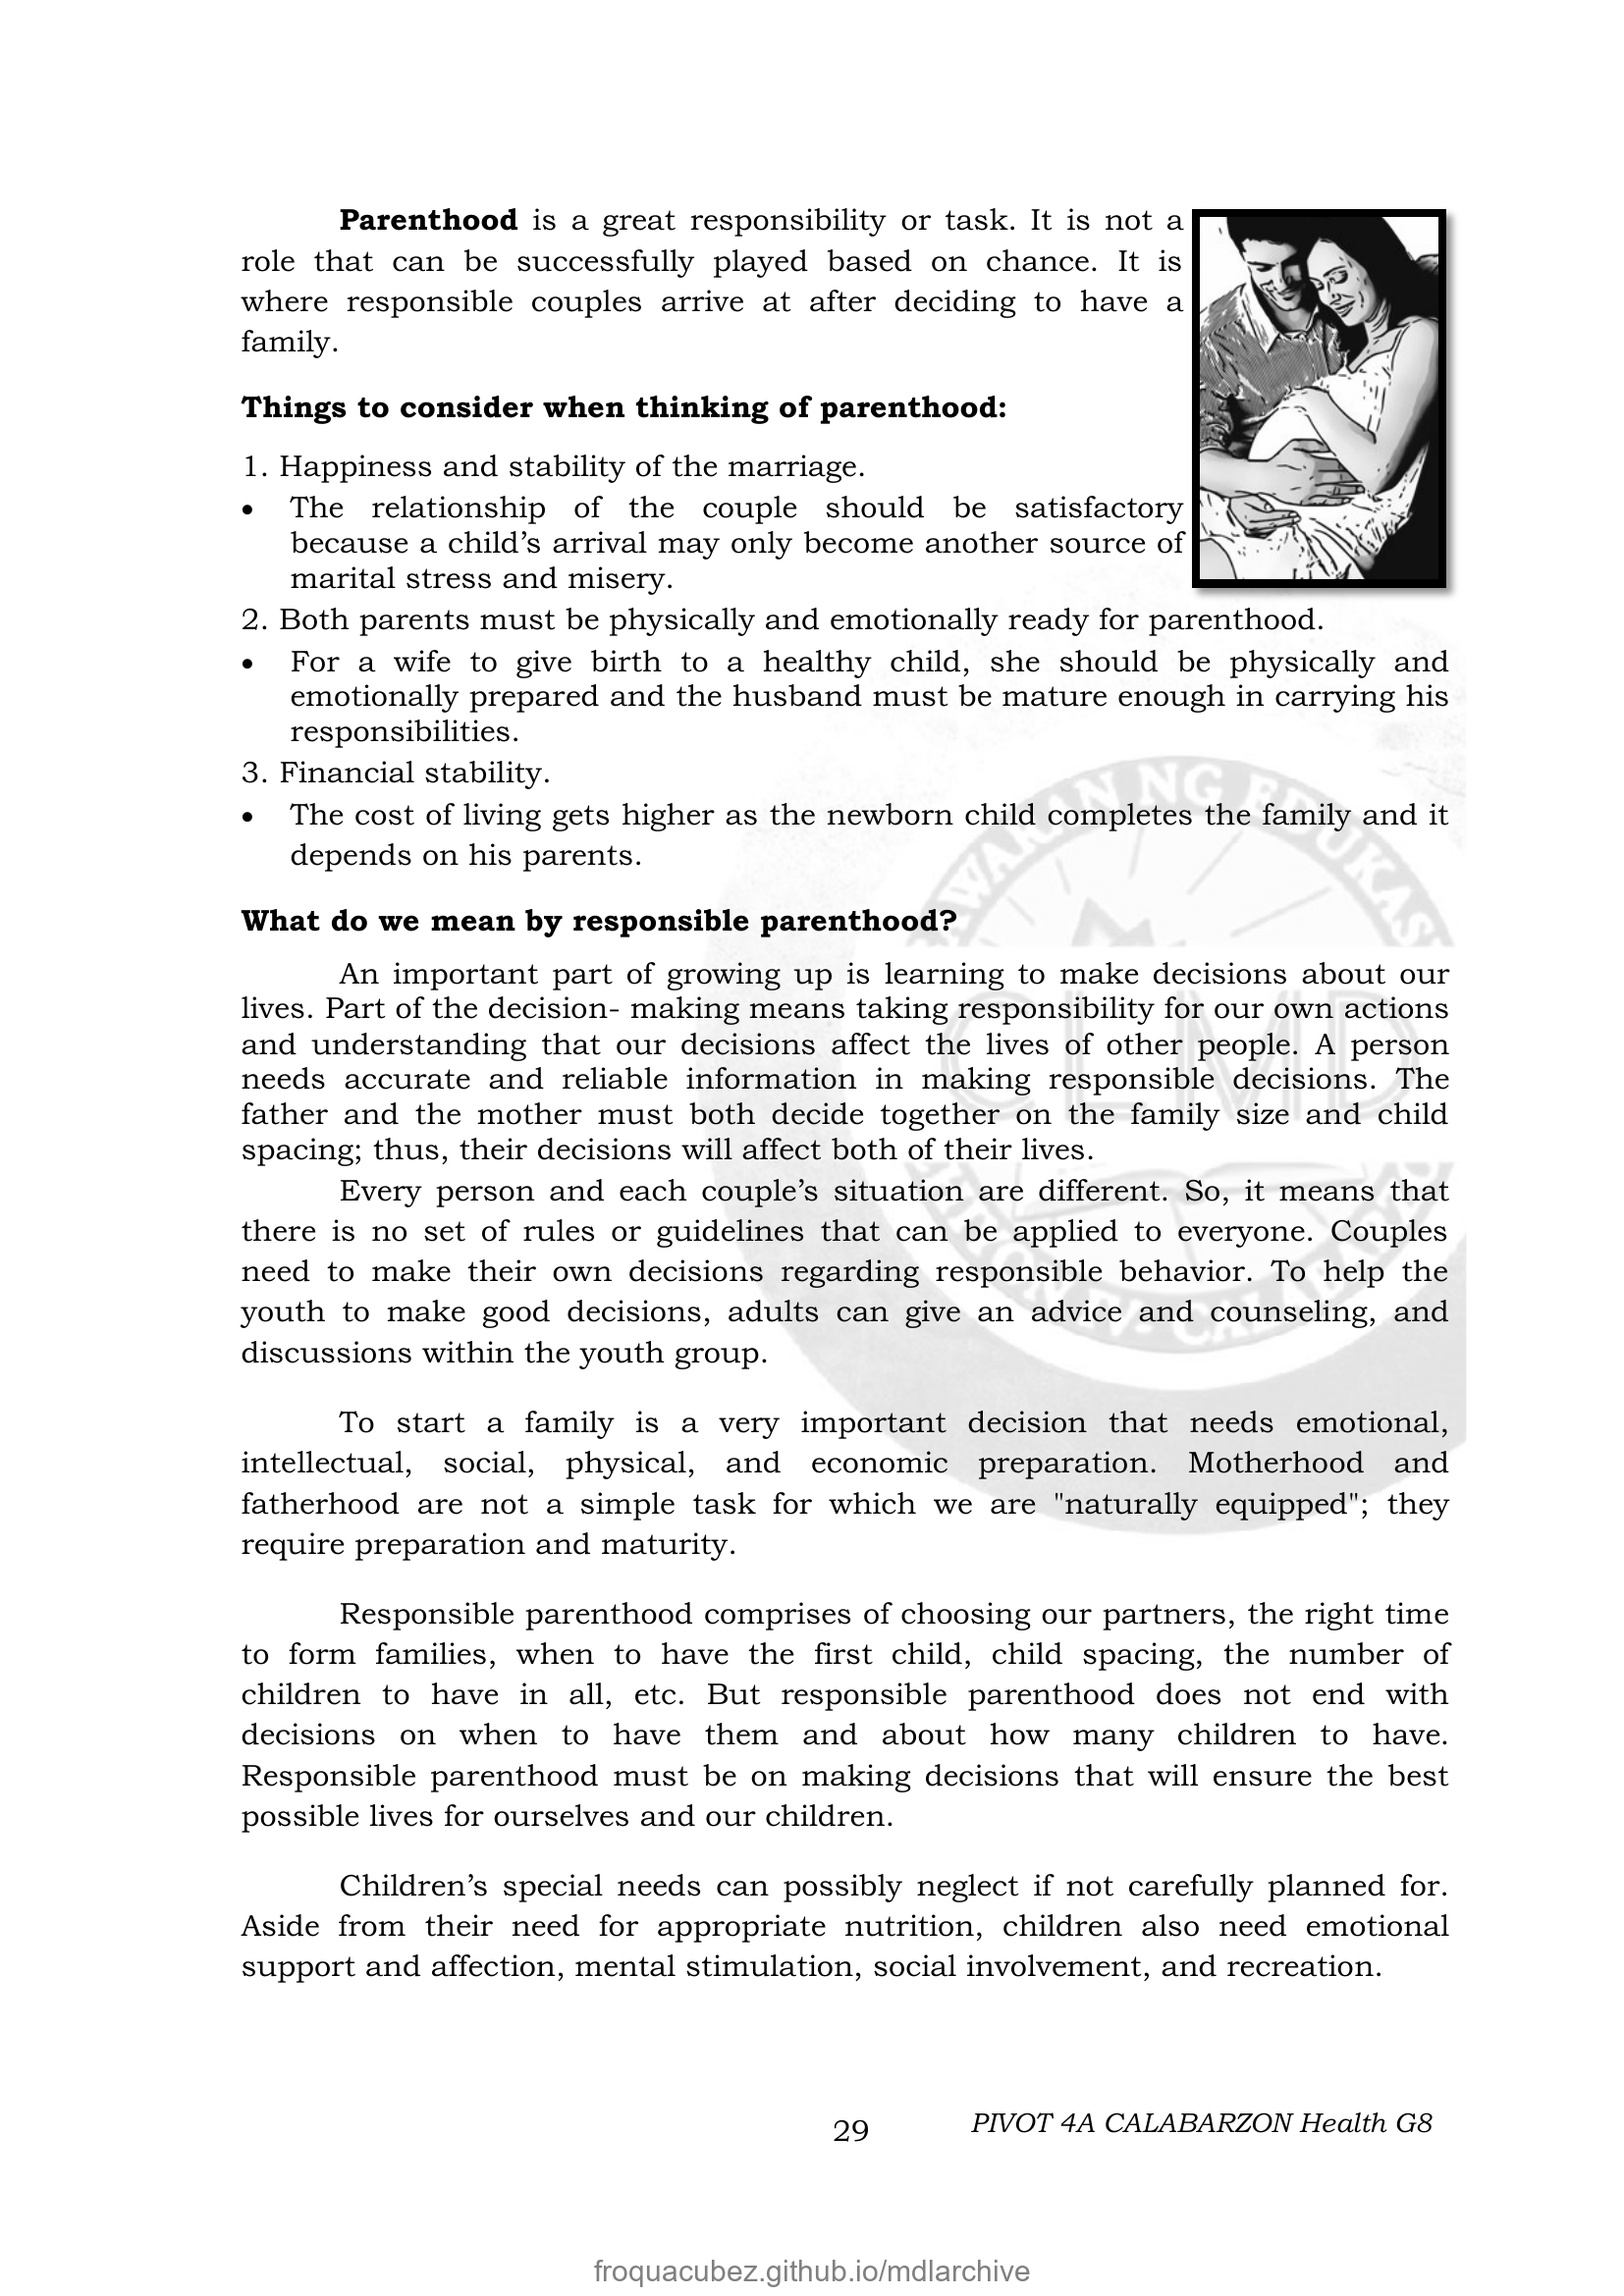 Parenthood is a great responsibility or task. It is not a
role that can be successfully played based on chance. It is
where responsible couples arrive at after deciding to have a
family.
Things to consider when thinking of parenthood:
1. Happiness and stability of the marriage.
• The relationship of the couple should be satisfactory
because a child’s arrival may only become another source of
marital stress and misery.
2. Both parents must be physically and emotionally ready for parenthood.
• For a wife to give birth to a healthy child, she should be physically and
emotionally prepared and the husband must be mature enough in carrying his
responsibilities.
3. Financial stability.
• The cost of living gets higher as the newborn child completes the family and it
depends on his parents.
What do we mean by responsible parenthood?
An important part of growing up is learning to make decisions about our
lives. Part of the decision- making means taking responsibility for our own actions
and understanding that our decisions affect the lives of other people. A person
needs accurate and reliable information in making responsible decisions. The
father and the mother must both decide together on the family size and child
spacing; thus, their decisions will affect both of their lives.
Every person and each couple’s situation are different. So, it means that
there is no set of rules or guidelines that can be applied to everyone. Couples
need to make their own decisions regarding responsible behavior. To help the
youth to make good decisions, adults can give an advice and counseling, and
discussions within the youth group.
To start a family is a very important decision that needs emotional,
intellectual, social, physical, and economic preparation. Motherhood and
fatherhood are not a simple task for which we are "naturally equipped"; they
require preparation and maturity.
Responsible parenthood comprises of choosing our partners, the right time
to form families, when to have the first child, child spacing, the number of
children to have in all, etc. But responsible parenthood does not end with
decisions on when to have them and about how many children to have.
Responsible parenthood must be on making decisions that will ensure the best
possible lives for ourselves and our children.
Children’s special needs can possibly neglect if not carefully planned for.
Aside from their need for appropriate nutrition, children also need emotional
support and affection, mental stimulation, social involvement, and recreation.
29
PIVOT 4A CALABARZON Health G8
froquacubez.github.io/mdlarchive
NG
CLMD